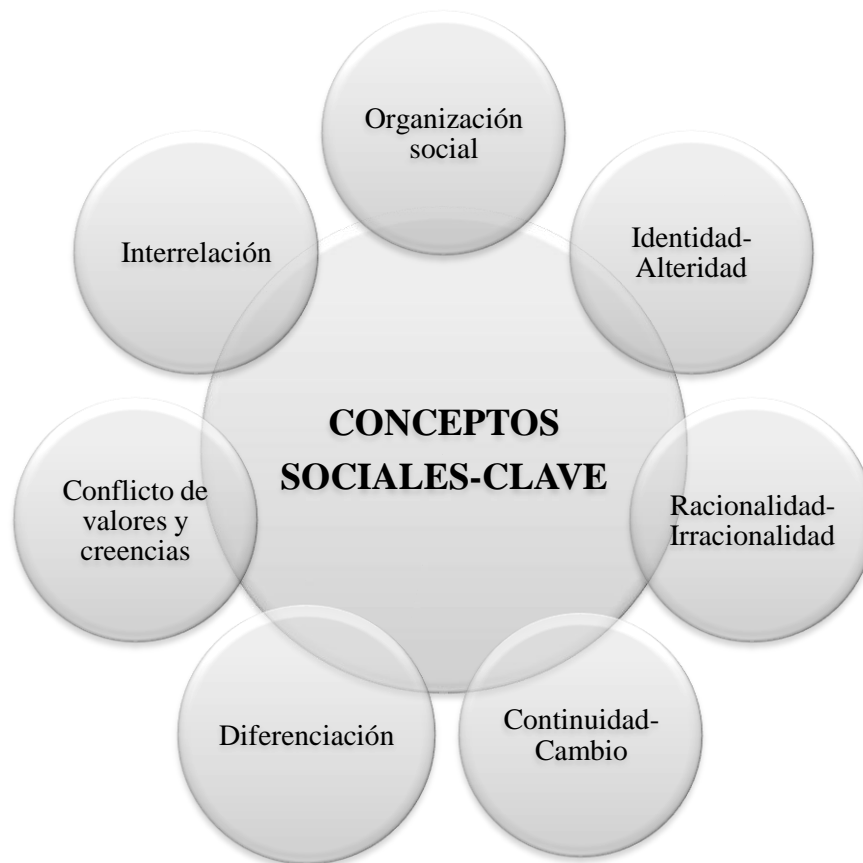 Organización
social
Identidad-
Alteridad
Racionalidad-
Irracionalidad
Continuidad-
Cambio
Diferenciación
Conflicto de
valores y
creencias
Interrelación
CONCEPTOS
SOCIALES-CLAVE